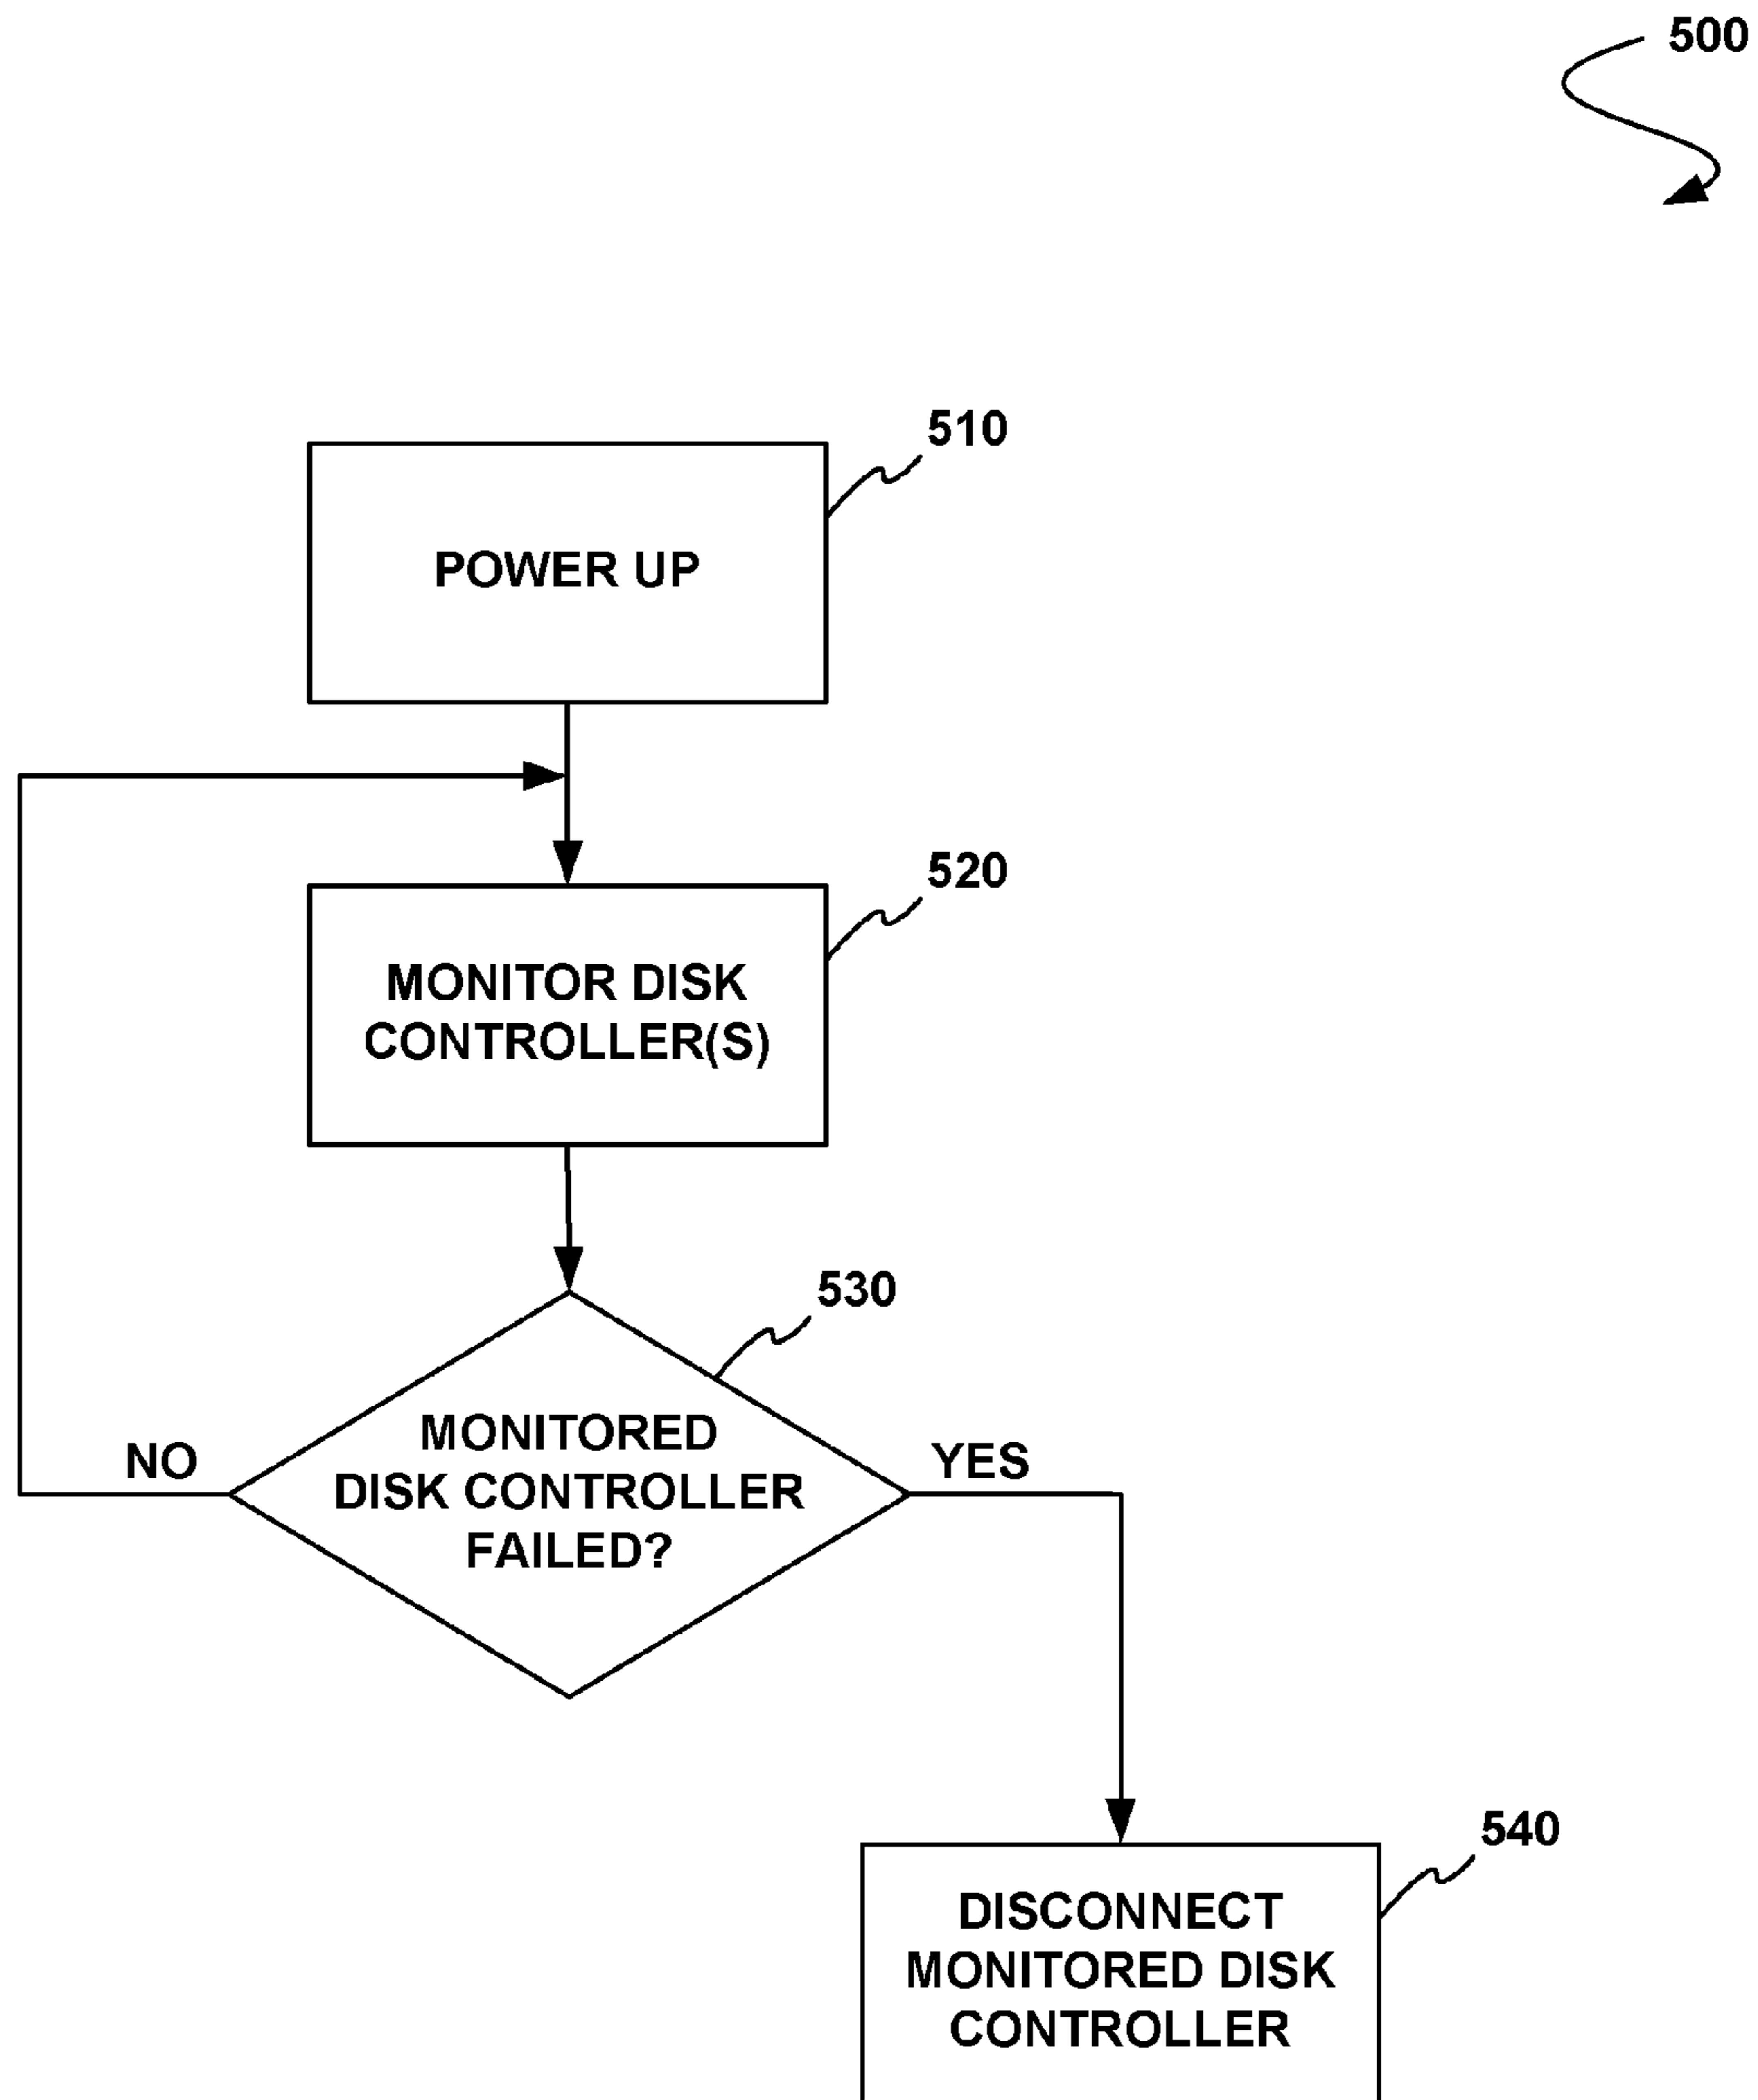 500
510
POWER UP
520
MONITOR DISK
CONTROLLER(S)
530
MONITORED
DISK CONTROLLER
FAILED?
NO
YES
540
DISCONNECT
MONITORED DISK
CONTROLLER